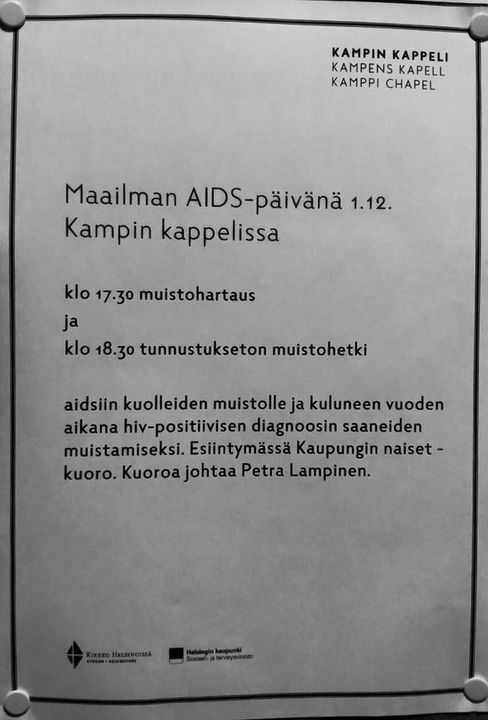 KAMPIN KAPPELI
KAMPENS KAPELL
KAMPPI CHAPEL
Maailman AIDS-päivänä 1.12.
Kampin kappelissa
klo 17.30 muistohartaus
ja
klo 18.30 tunnustukseton muistohetki
aidsiin kuolleiden muistolle ja kuluneen vuoden
aikana hiv-positiivisen diagnoosin saaneiden
muistamiseksi. Esiintymässä Kaupungin naiset -
kuoro. Kuoroa johtaa Petra Lampinen.
KIRKKO HELSINGISSÄ
KYRKAN I HELSINGFORS
Helsingin kaupunki
Sosiaali- ja terveysvirasto